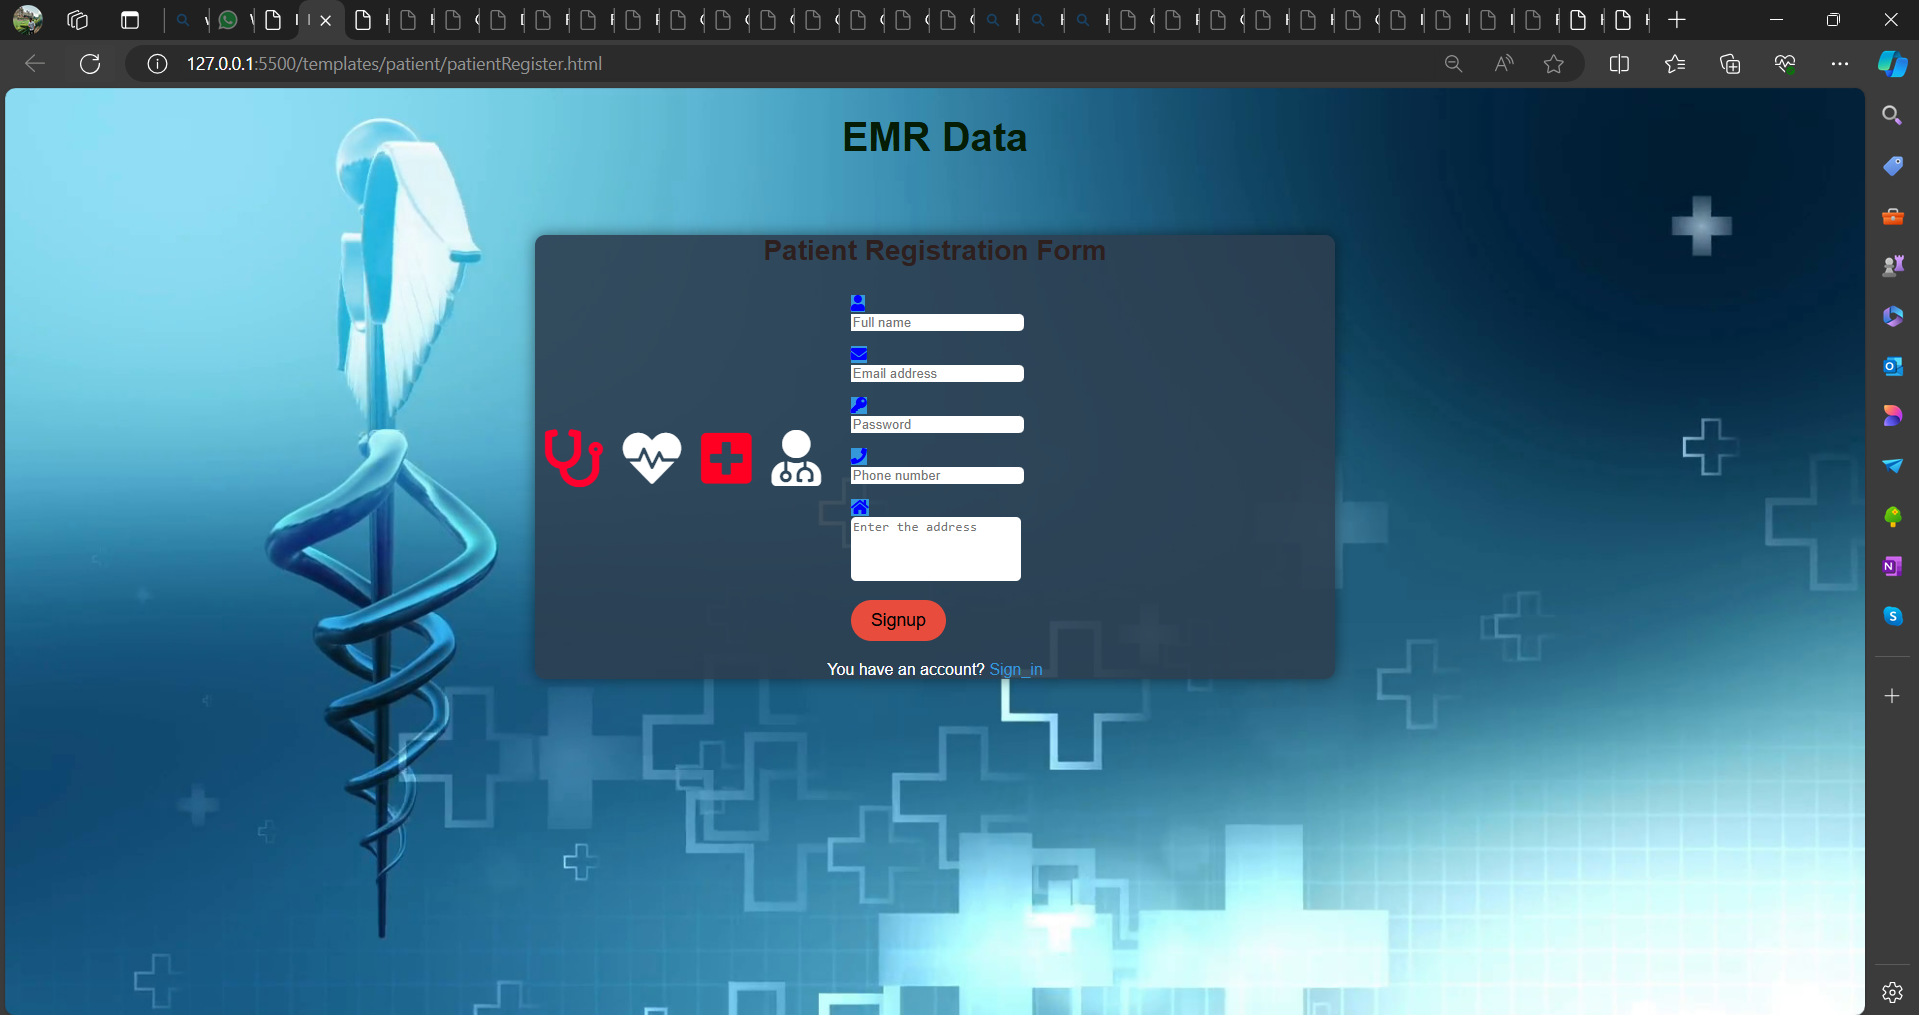 127.0.0.1:5500/templates/patient/patientRegister.html
EMR Data
Patient Registration Form
Full name
Email address
Password
Phone number
Enter the address
Signup
You have an account? Sign_in